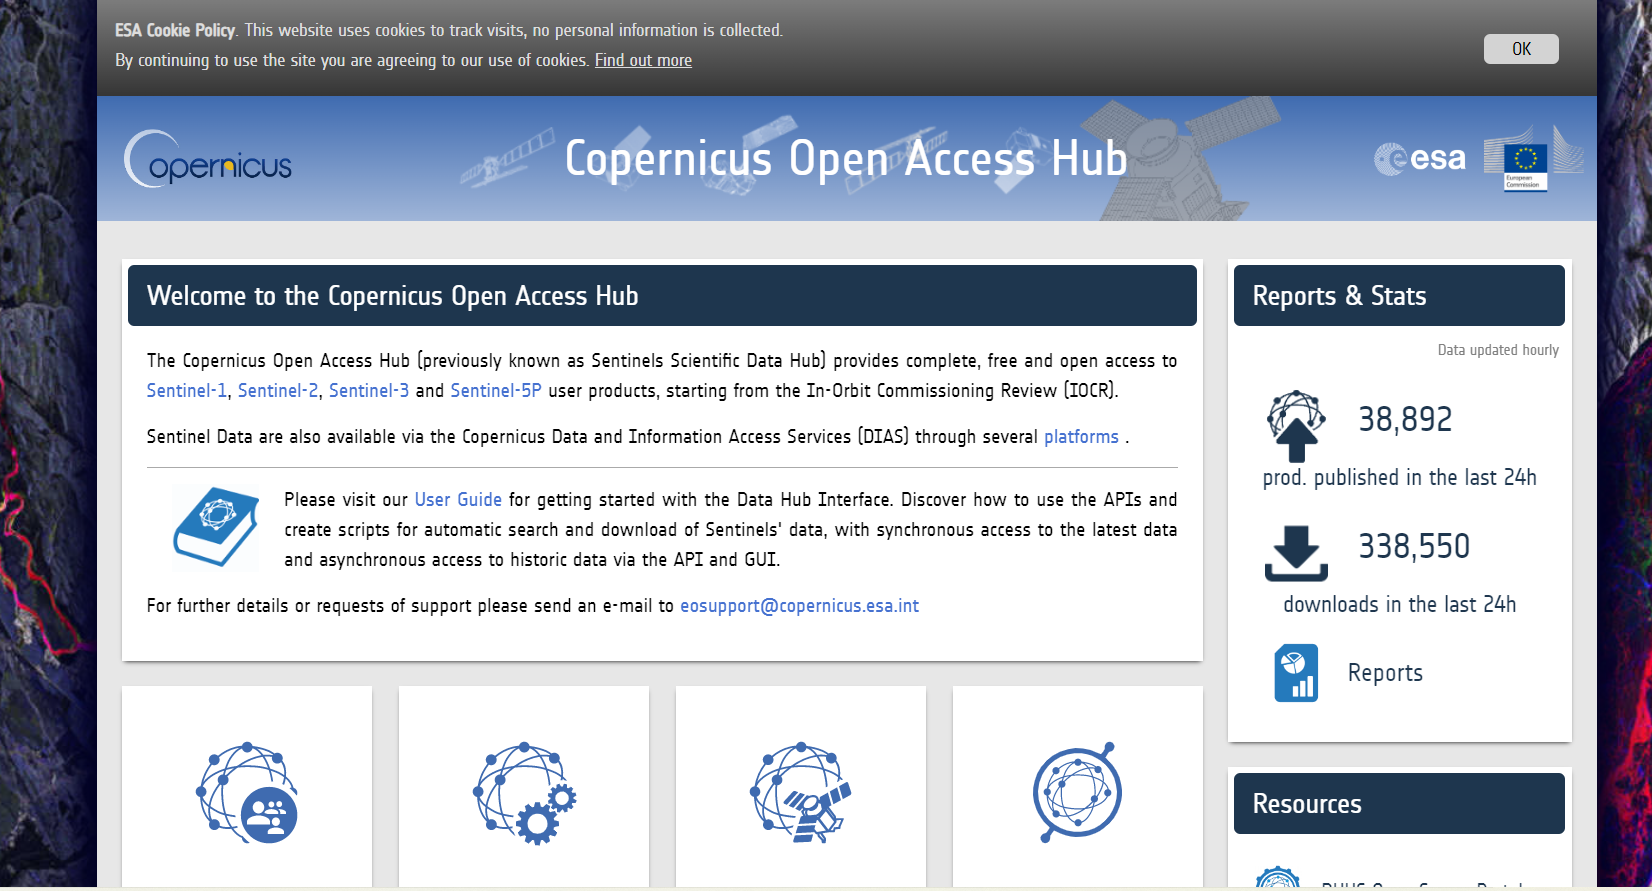 ESA Cookie Policy. This website uses cookies to track visits, no personal information is collected.
By continuing to use the site you are agreeing to our use of cookies. Find out more
OK
opernicus
Copernicus Open Access Hub
esa
European
Commission
Welcome to the Copernicus Open Access Hub
The Copernicus Open Access Hub (previously known as Sentinels Scientific Data Hub) provides complete, free and open access to
Sentinel-1, Sentinel-2, Sentinel-3 and Sentinel-5P user products, starting from the In-Orbit Commissioning Review (IOCR).
Sentinel Data are also available via the Copernicus Data and Information Access Services (DIAS) through several platforms .
Please visit our User Guide for getting started with the Data Hub Interface. Discover how to use the APIs and
create scripts for automatic search and download of Sentinels' data, with synchronous access to the latest data
and asynchronous access to historic data via the API and GUI.
For further details or requests of support please send an e-mail to eosupport@copernicus.esa.int
Reports & Stats
Data updated hourly
38,892
prod. published in the last 24h
338,550
downloads in the last 24h
Reports
Resources